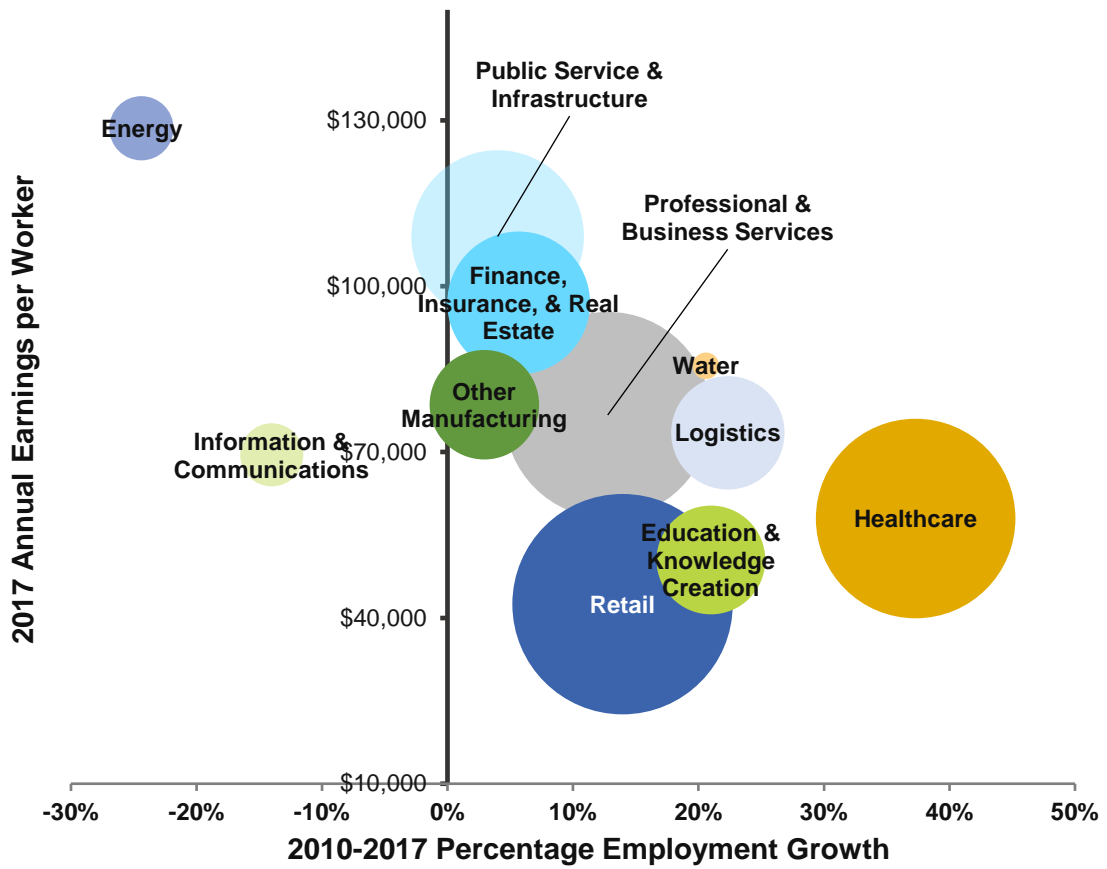 Public Service &
Infrastructure
Energy
$130,000
Professional &
Business Services
Finance,
Insurance, & Real
Estate
$100,000
Water
Other
Manufacturing
Logistics
Information &
Communications
$70,000
Healthcare
Education &
Knowledge
Creation
Retail
$40,000
$10,000
-30% -20% -10% 0% 10% 20% 30% 40% 50%
2010-2017 Percentage Employment Growth
2017 Annual Earnings per Worker